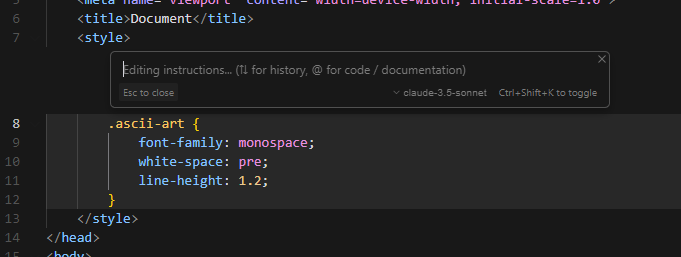 5 <meta name="viewport" content="width=device-width, initial-scale=1.0">
6 <title>Document</title>
7 <style>
Editing instructions... (⇅ for history, @ for code / documentation)
Esc to close claude-3.5-sonnet Ctrl+Shift+K to toggle
8 .ascii-art {
9 font-family: monospace;
10 white-space: pre;
11 line-height: 1.2;
12 }
13 </style>
14 </head>
15 <body>